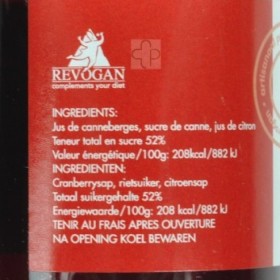 REVOGAN
complements your diet
INGREDIENTS:
Jus de canneberges, sucre de canne, jus de citron
Teneur total en sucre 52%
Valeur énergétique/100g: 208kcal/882 kJ
INGREDIENTEN:
Cranberrysap, rietsuiker, citroensap
Totaal suikergehalte 52%
Energiewaarde/100g: 208 kcal/882 kJ
TENIR AU FRAIS APRES OUVERTURE
NA OPENING KOEL BEWAREN